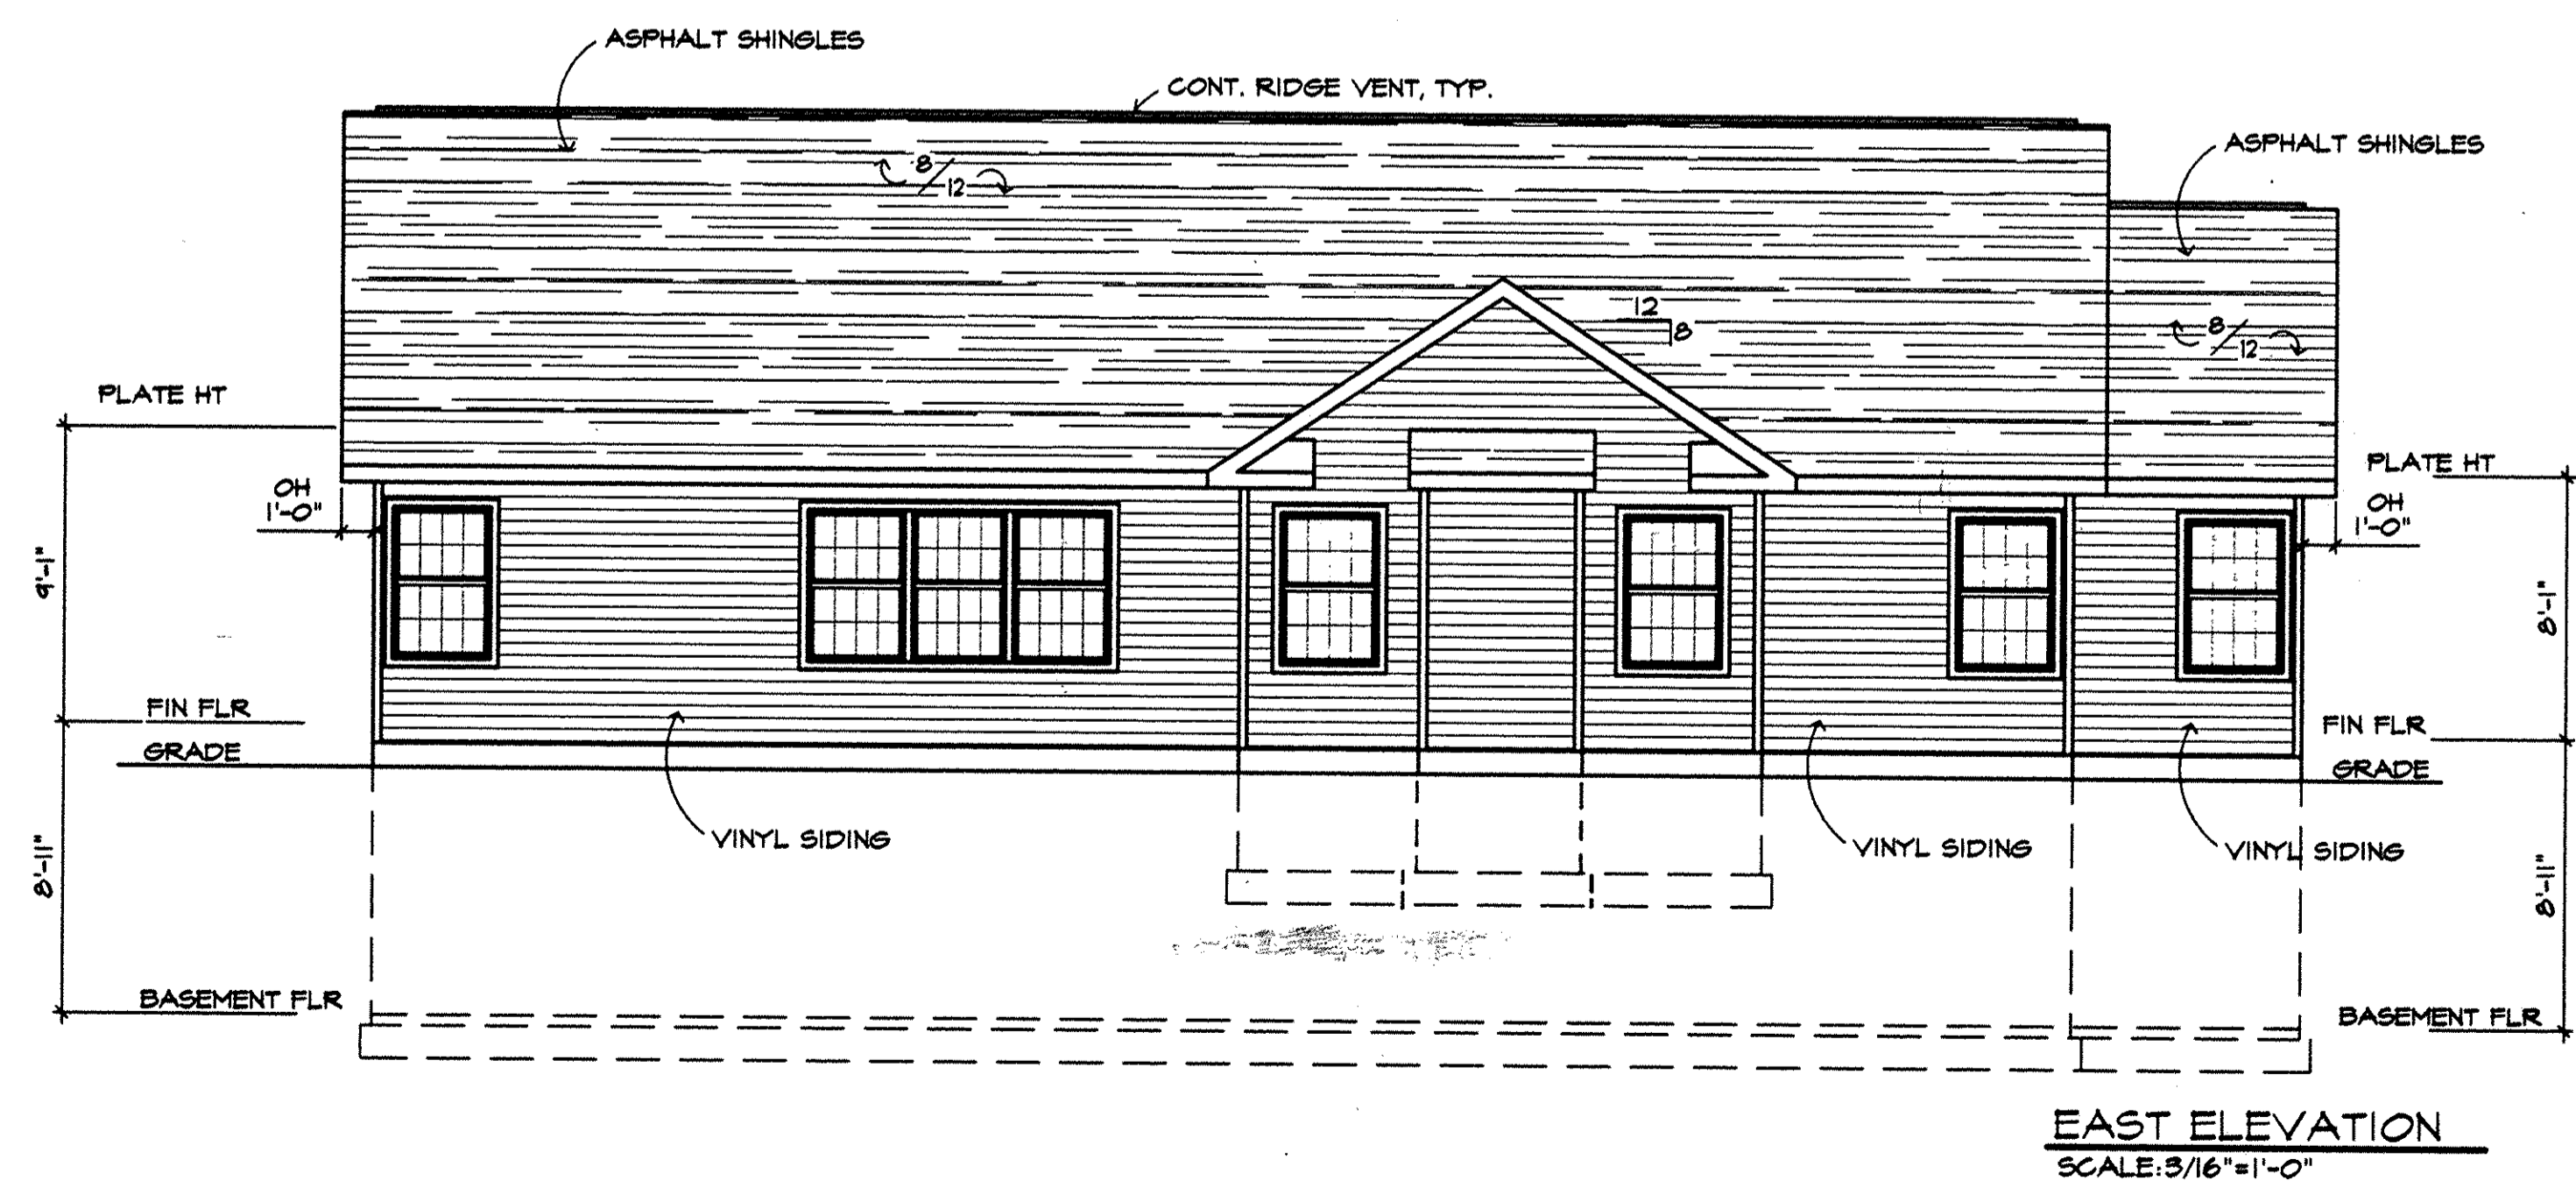 ASPHALT SHINGLES
CONT. RIDGE VENT, TYP.
ASPHALT SHINGLES
8/12
12
8
8/12
PLATE HT
PLATE HT
OH
1'-0"
OH
1'-0"
9'-1"
8'-1"
FIN FLR
FIN FLR
GRADE
GRADE
VINYL SIDING
VINYL SIDING
VINYL SIDING
8'-11"
8'-11"
BASEMENT FLR
BASEMENT FLR
EAST ELEVATION
SCALE:3/16"=1'-0"